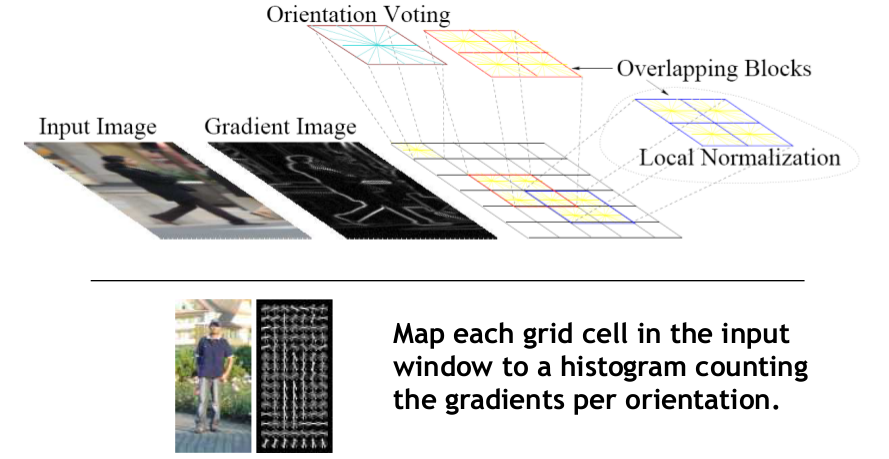 Orientation Voting
Overlapping Blocks
Input Image
Gradient Image
Local Normalization
Map each grid cell in the input
window to a histogram counting
the gradients per orientation.